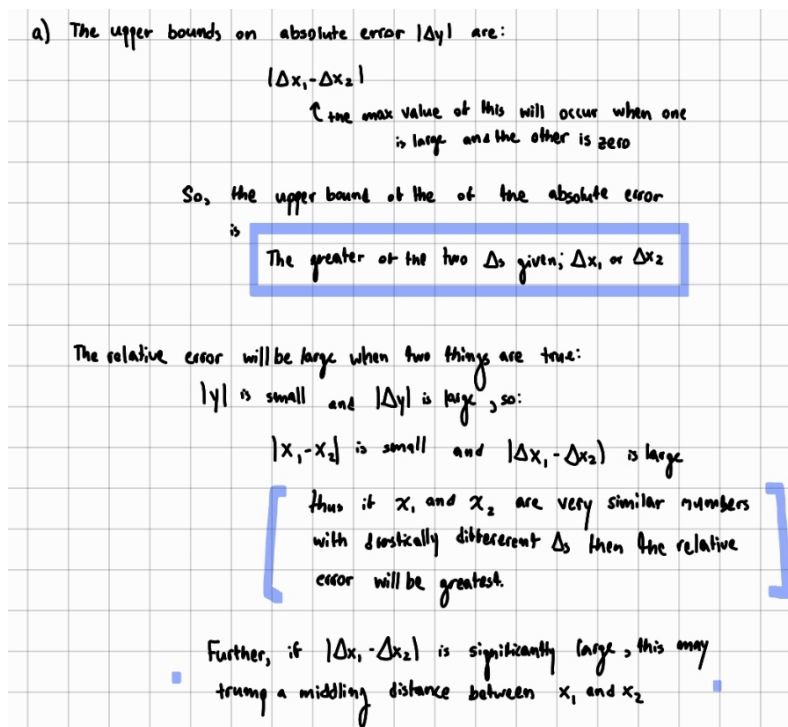 a) The upper bounds on absolute error |Δy| are:
|Δx₁-Δx₂|
↑ the max value of this will occur when one
is large and the other is zero
So, the upper bound of the of the absolute error
is
The greater of the two Δs given; Δx₁ or Δx₂
The relative error will be large when two things are true:
|y| is small and |Δy| is large, so:
|x₁-x₂| is small and |Δx₁-Δx₂) is large
thus if x₁ and x₂ are very similar numbers
with drastically differerent Δs then the relative
error will be greatest.
Further, if |Δx₁-Δx₂| is significantly large, this may
trump a middling distance between x₁ and x₂